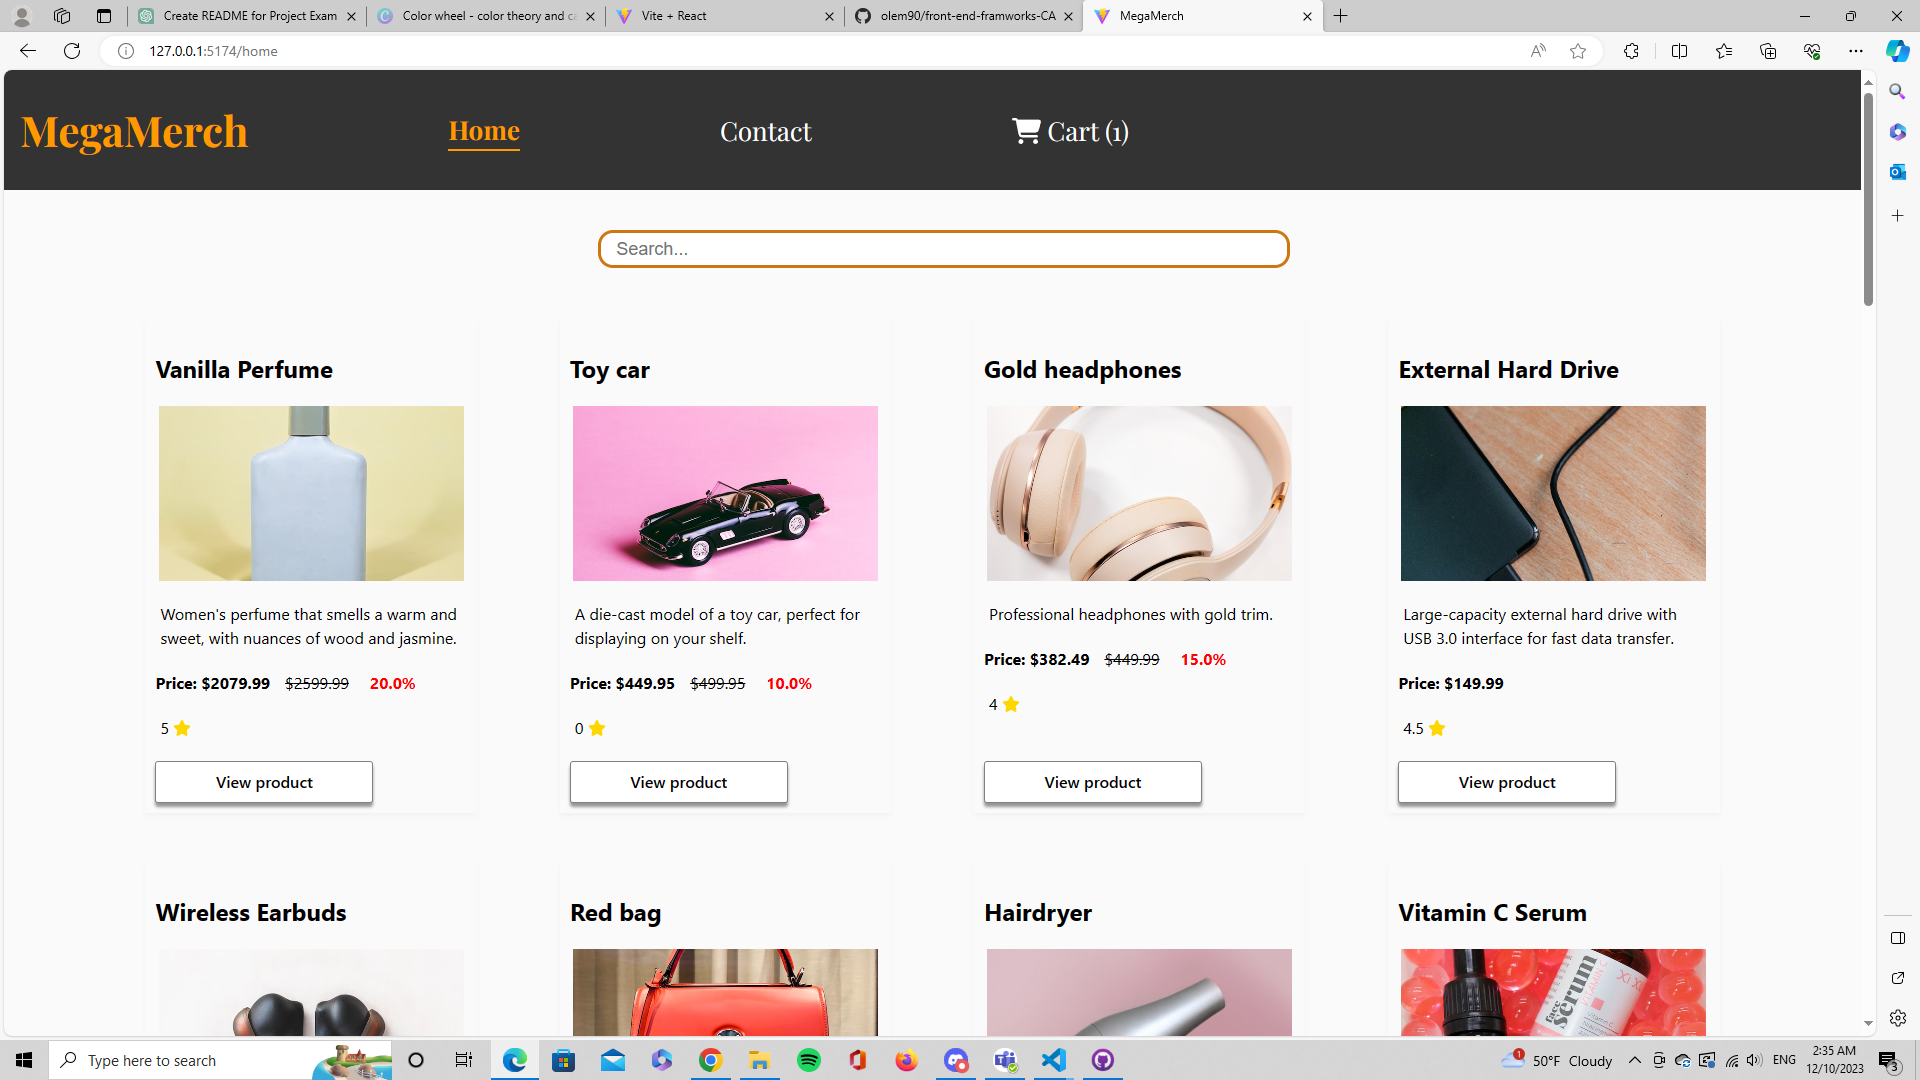 Create README for Project Exam
Color wheel - color theory and ca
Vite + React
olem90/front-end-framworks-CA
MegaMerch
127.0.0.1:5174/home
MegaMerch
Home
Contact
Cart (1)
Search...
Vanilla Perfume
Toy car
Gold headphones
External Hard Drive
Women's perfume that smells a warm and
sweet, with nuances of wood and jasmine.
A die-cast model of a toy car, perfect for
displaying on your shelf.
Professional headphones with gold trim.
Large-capacity external hard drive with
USB 3.0 interface for fast data transfer.
Price: $2079.99 $2599.99 20.0%
Price: $449.95 $499.95 10.0%
Price: $382.49 $449.99 15.0%
Price: $149.99
5
0
4
4.5
View product
View product
View product
View product
Wireless Earbuds
Red bag
Hairdryer
Vitamin C Serum
face
serum
VITAMIN C
Type here to search
1
50°F Cloudy
ENG
2:35 AM
12/10/2023
3